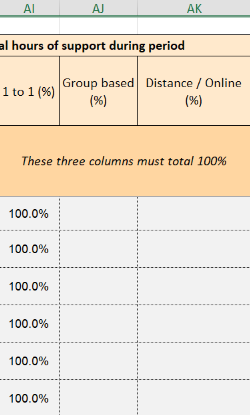 AI AJ AK
al hours of support during period
1 to 1 (%) Group based (%) Distance / Online (%)
These three columns must total 100%
100.0%
100.0%
100.0%
100.0%
100.0%
100.0%